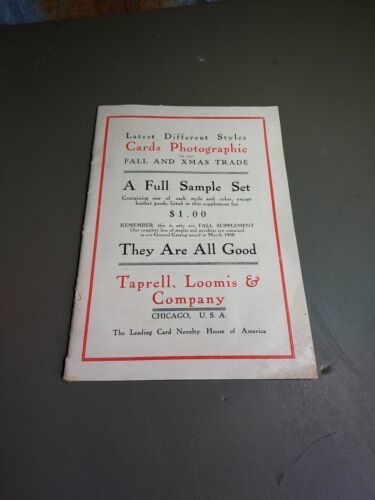 Latest Different Styles
Cards Photographic
for your
FALL AND XMAS TRADE
A Full Sample Set
Containing one of each style and color, except
leather goods, listed in this supplement for
$1.00
REMEMBER this is only our FALL SUPPLEMENT
Our complete line of staples and novelties are contained
in our General Catalog issued in March,
They Are All Good
Taprell, Loomis &
Company
CHICAGO, U. S. A.
The Leading Card Novelty House of America